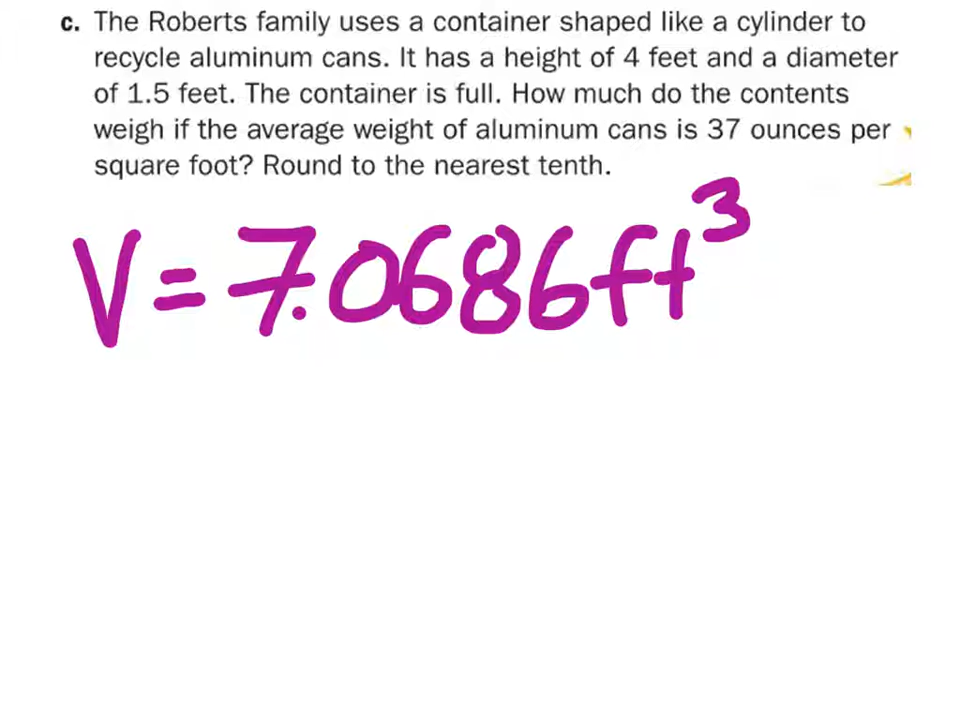 c. The Roberts family uses a container shaped like a cylinder to
recycle aluminum cans. It has a height of 4 feet and a diameter
of 1.5 feet. The container is full. How much do the contents
weigh if the average weight of aluminum cans is 37 ounces per
square foot? Round to the nearest tenth.
V = 7.0686ft³